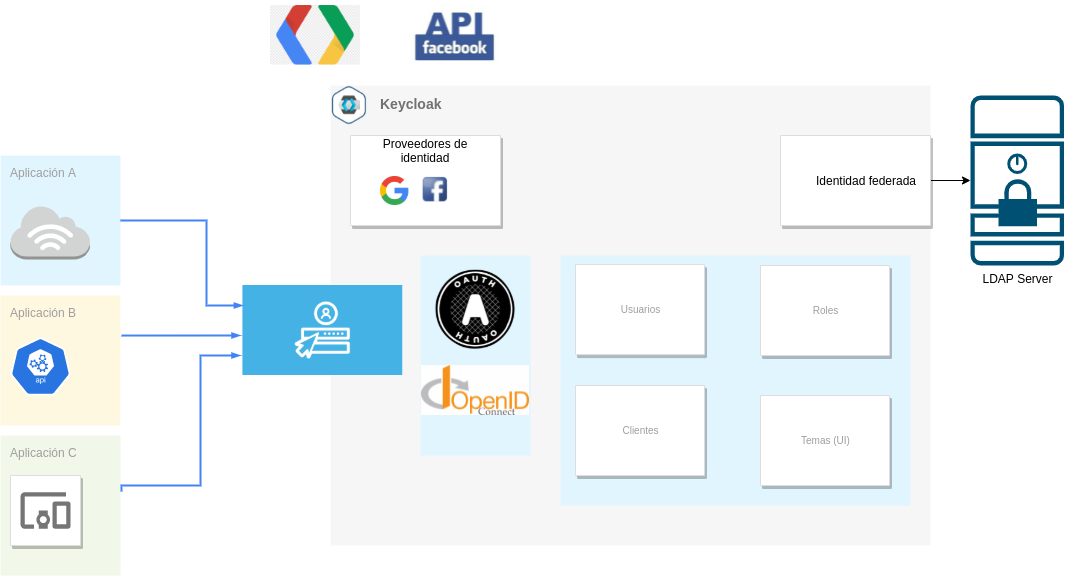 API
facebook
Keycloak
Proveedores de
identidad
Identidad federada
LDAP Server
Aplicación A
Aplicación B
api
Aplicación C
OAUTH
A
OAUTH
OpenID
Connect
Usuarios
Roles
Clientes
Temas (UI)